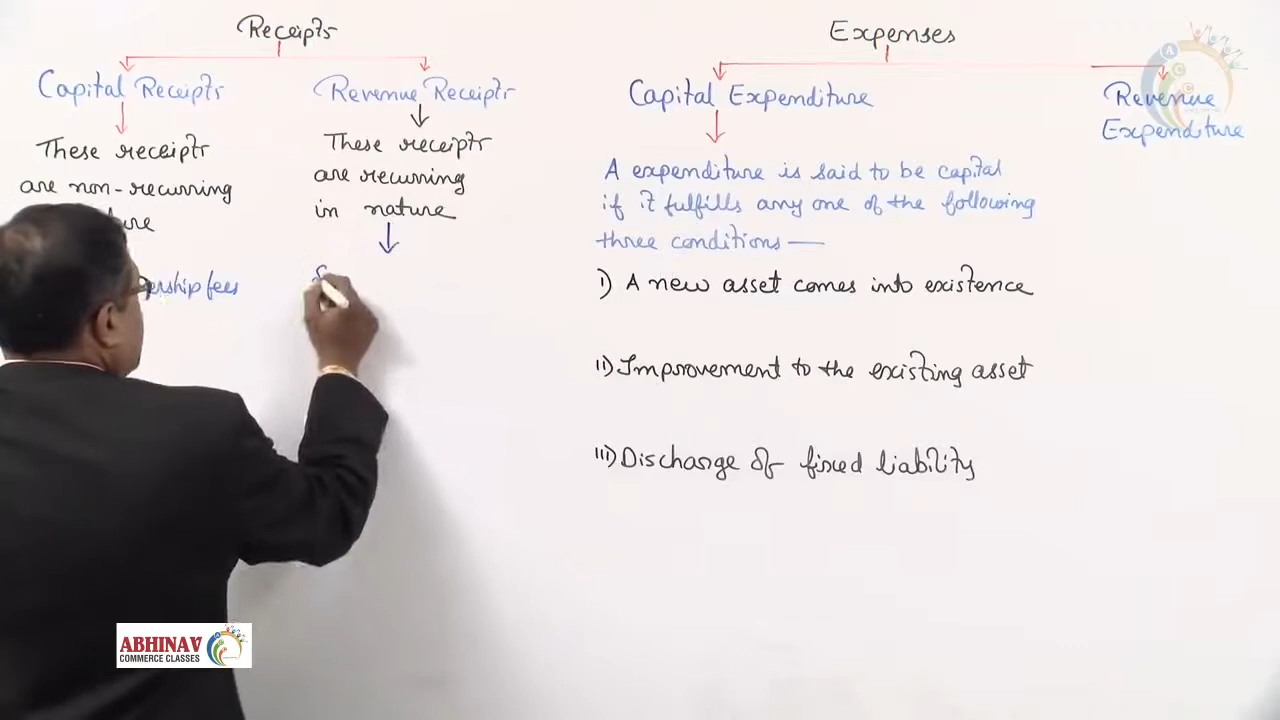 Receipts
Capital Receipts
Revenue Receipts
These receipts
are non-recurring
These receipts
are recurring
in nature
Expenses
Capital Expenditure
Revenue
Expenditure
A expenditure is said to be capital
if it fulfills any one of the following
three conditions —
i) A new asset comes into existence
ii) Improvement to the existing asset
iii) Discharge of fixed liability
fees
ABHINAV
COMMERCE CLASSES